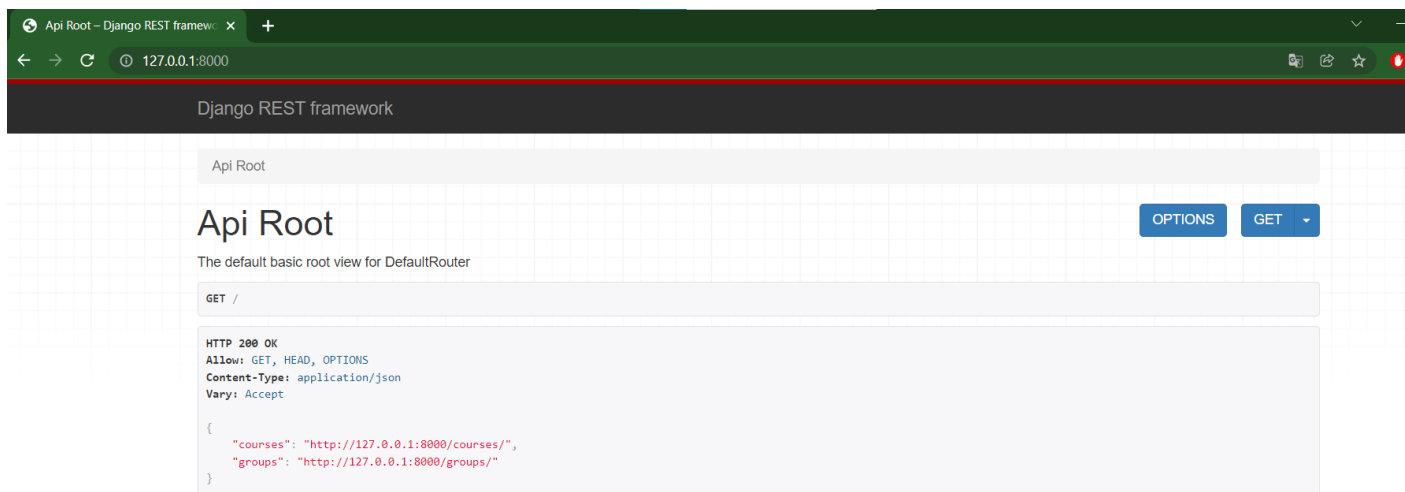 Api Root – Django REST framewo
127.0.0.1:8000
Django REST framework
Api Root
Api Root
OPTIONS
GET
The default basic root view for DefaultRouter
GET /
HTTP 200 OK
Allow: GET, HEAD, OPTIONS
Content-Type: application/json
Vary: Accept
{
"courses": "http://127.0.0.1:8000/courses/",
"groups": "http://127.0.0.1:8000/groups/"
}